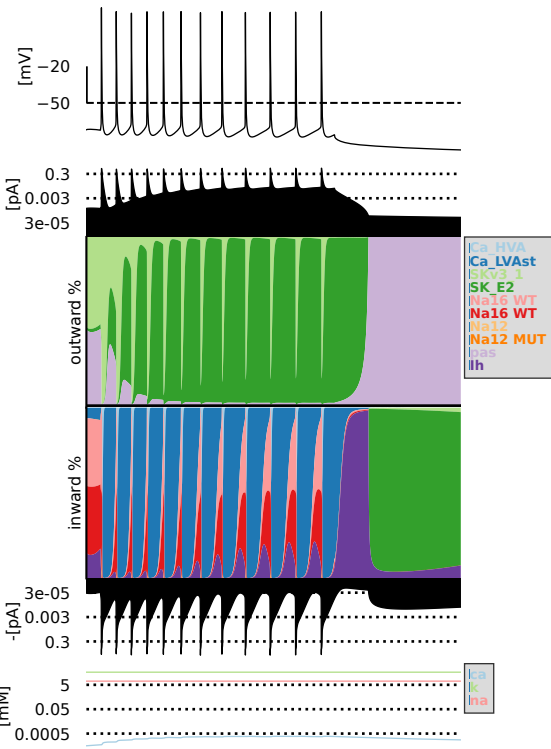 [mV]
−20
−50
[pA]
0.3
0.003
3e-05
outward %
Ca_HVA
Ca_LVAst
SKv3_1
SK_E2
Na16 WT
Na16 WT
Na12
Na12 MUT
pas
Ih
inward %
-[pA]
3e-05
0.003
0.3
[mM]
5
0.05
0.0005
ca
k
na